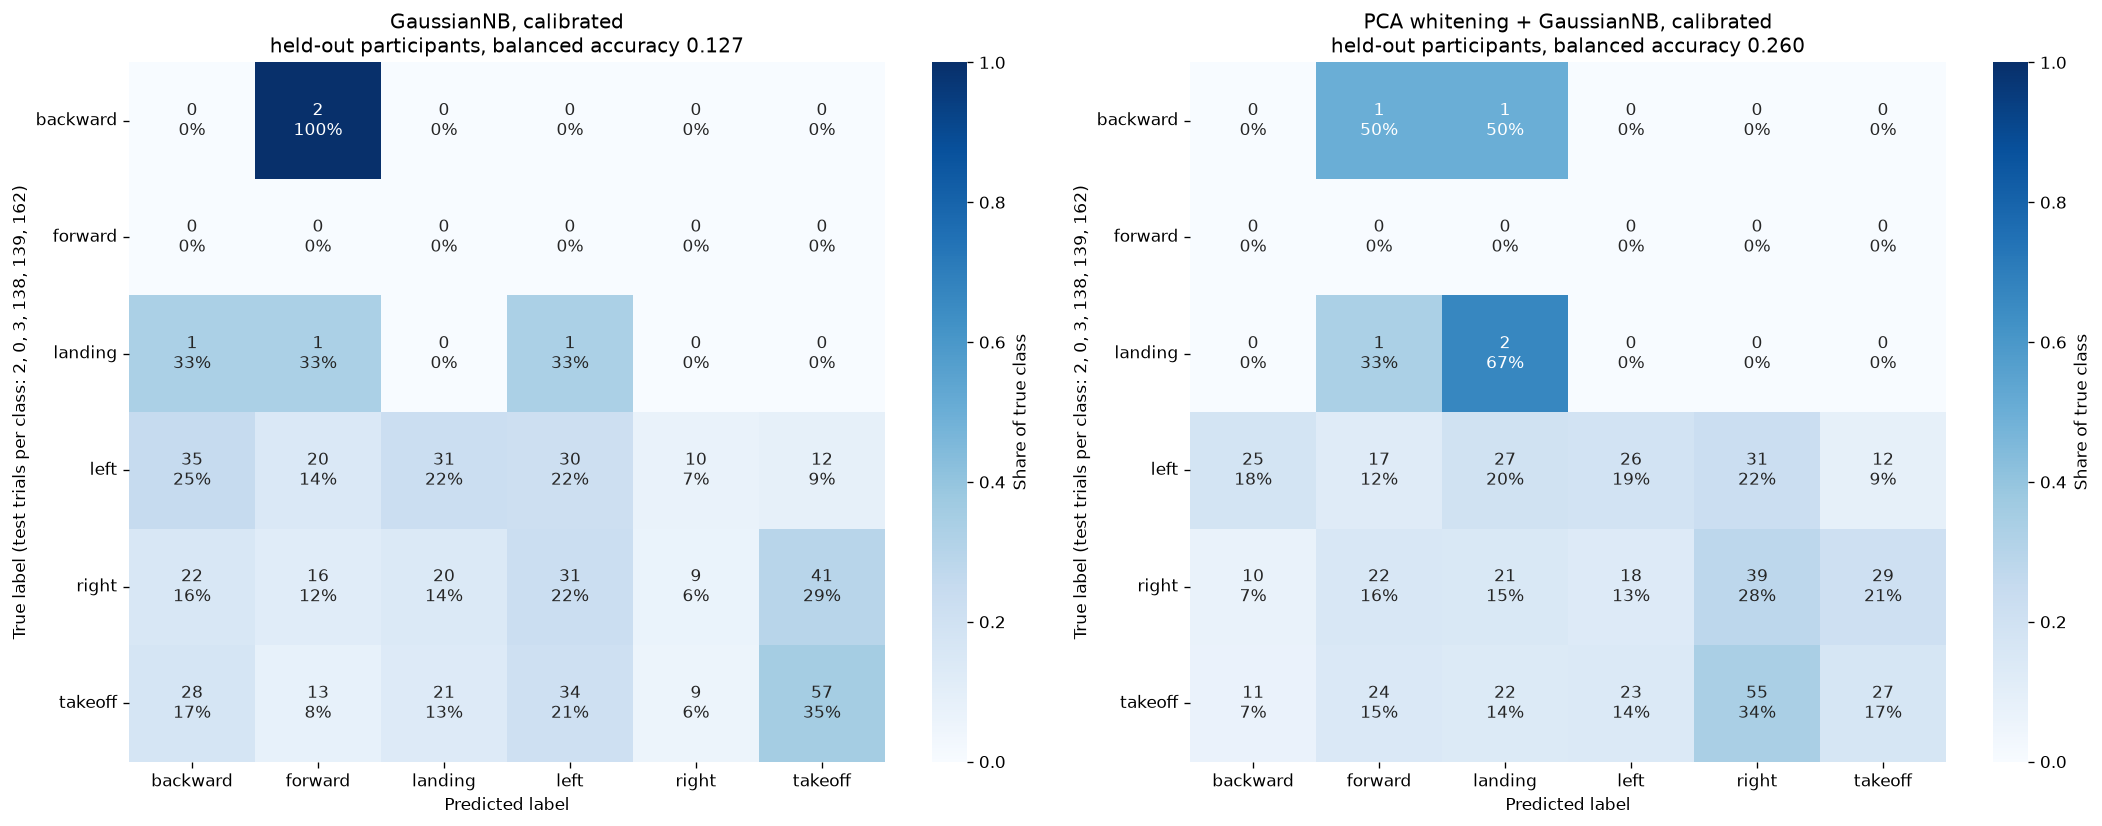 GaussianNB, calibrated
held-out participants, balanced accuracy 0.127
True label (test trials per class: 2, 0, 3, 138, 139, 162)
backward
0 2 0 0 0 0
0% 100% 0% 0% 0% 0%
forward
0 0 0 0 0 0
0% 0% 0% 0% 0% 0%
landing
1 1 0 1 0 0
33% 33% 0% 33% 0% 0%
left
35 20 31 30 10 12
25% 14% 22% 22% 7% 9%
right
22 16 20 31 9 41
16% 12% 14% 22% 6% 29%
takeoff
28 13 21 34 9 57
17% 8% 13% 21% 6% 35%
backward forward landing left right takeoff
Predicted label
1.0
0.8
0.6
0.4
0.2
0.0
Share of true class
PCA whitening + GaussianNB, calibrated
held-out participants, balanced accuracy 0.260
True label (test trials per class: 2, 0, 3, 138, 139, 162)
backward
0 1 1 0 0 0
0% 50% 50% 0% 0% 0%
forward
0 0 0 0 0 0
0% 0% 0% 0% 0% 0%
landing
0 1 2 0 0 0
0% 33% 67% 0% 0% 0%
left
25 17 27 26 31 12
18% 12% 20% 19% 22% 9%
right
10 22 21 18 39 29
7% 16% 15% 13% 28% 21%
takeoff
11 24 22 23 55 27
7% 15% 14% 14% 34% 17%
backward forward landing left right takeoff
Predicted label
1.0
0.8
0.6
0.4
0.2
0.0
Share of true class